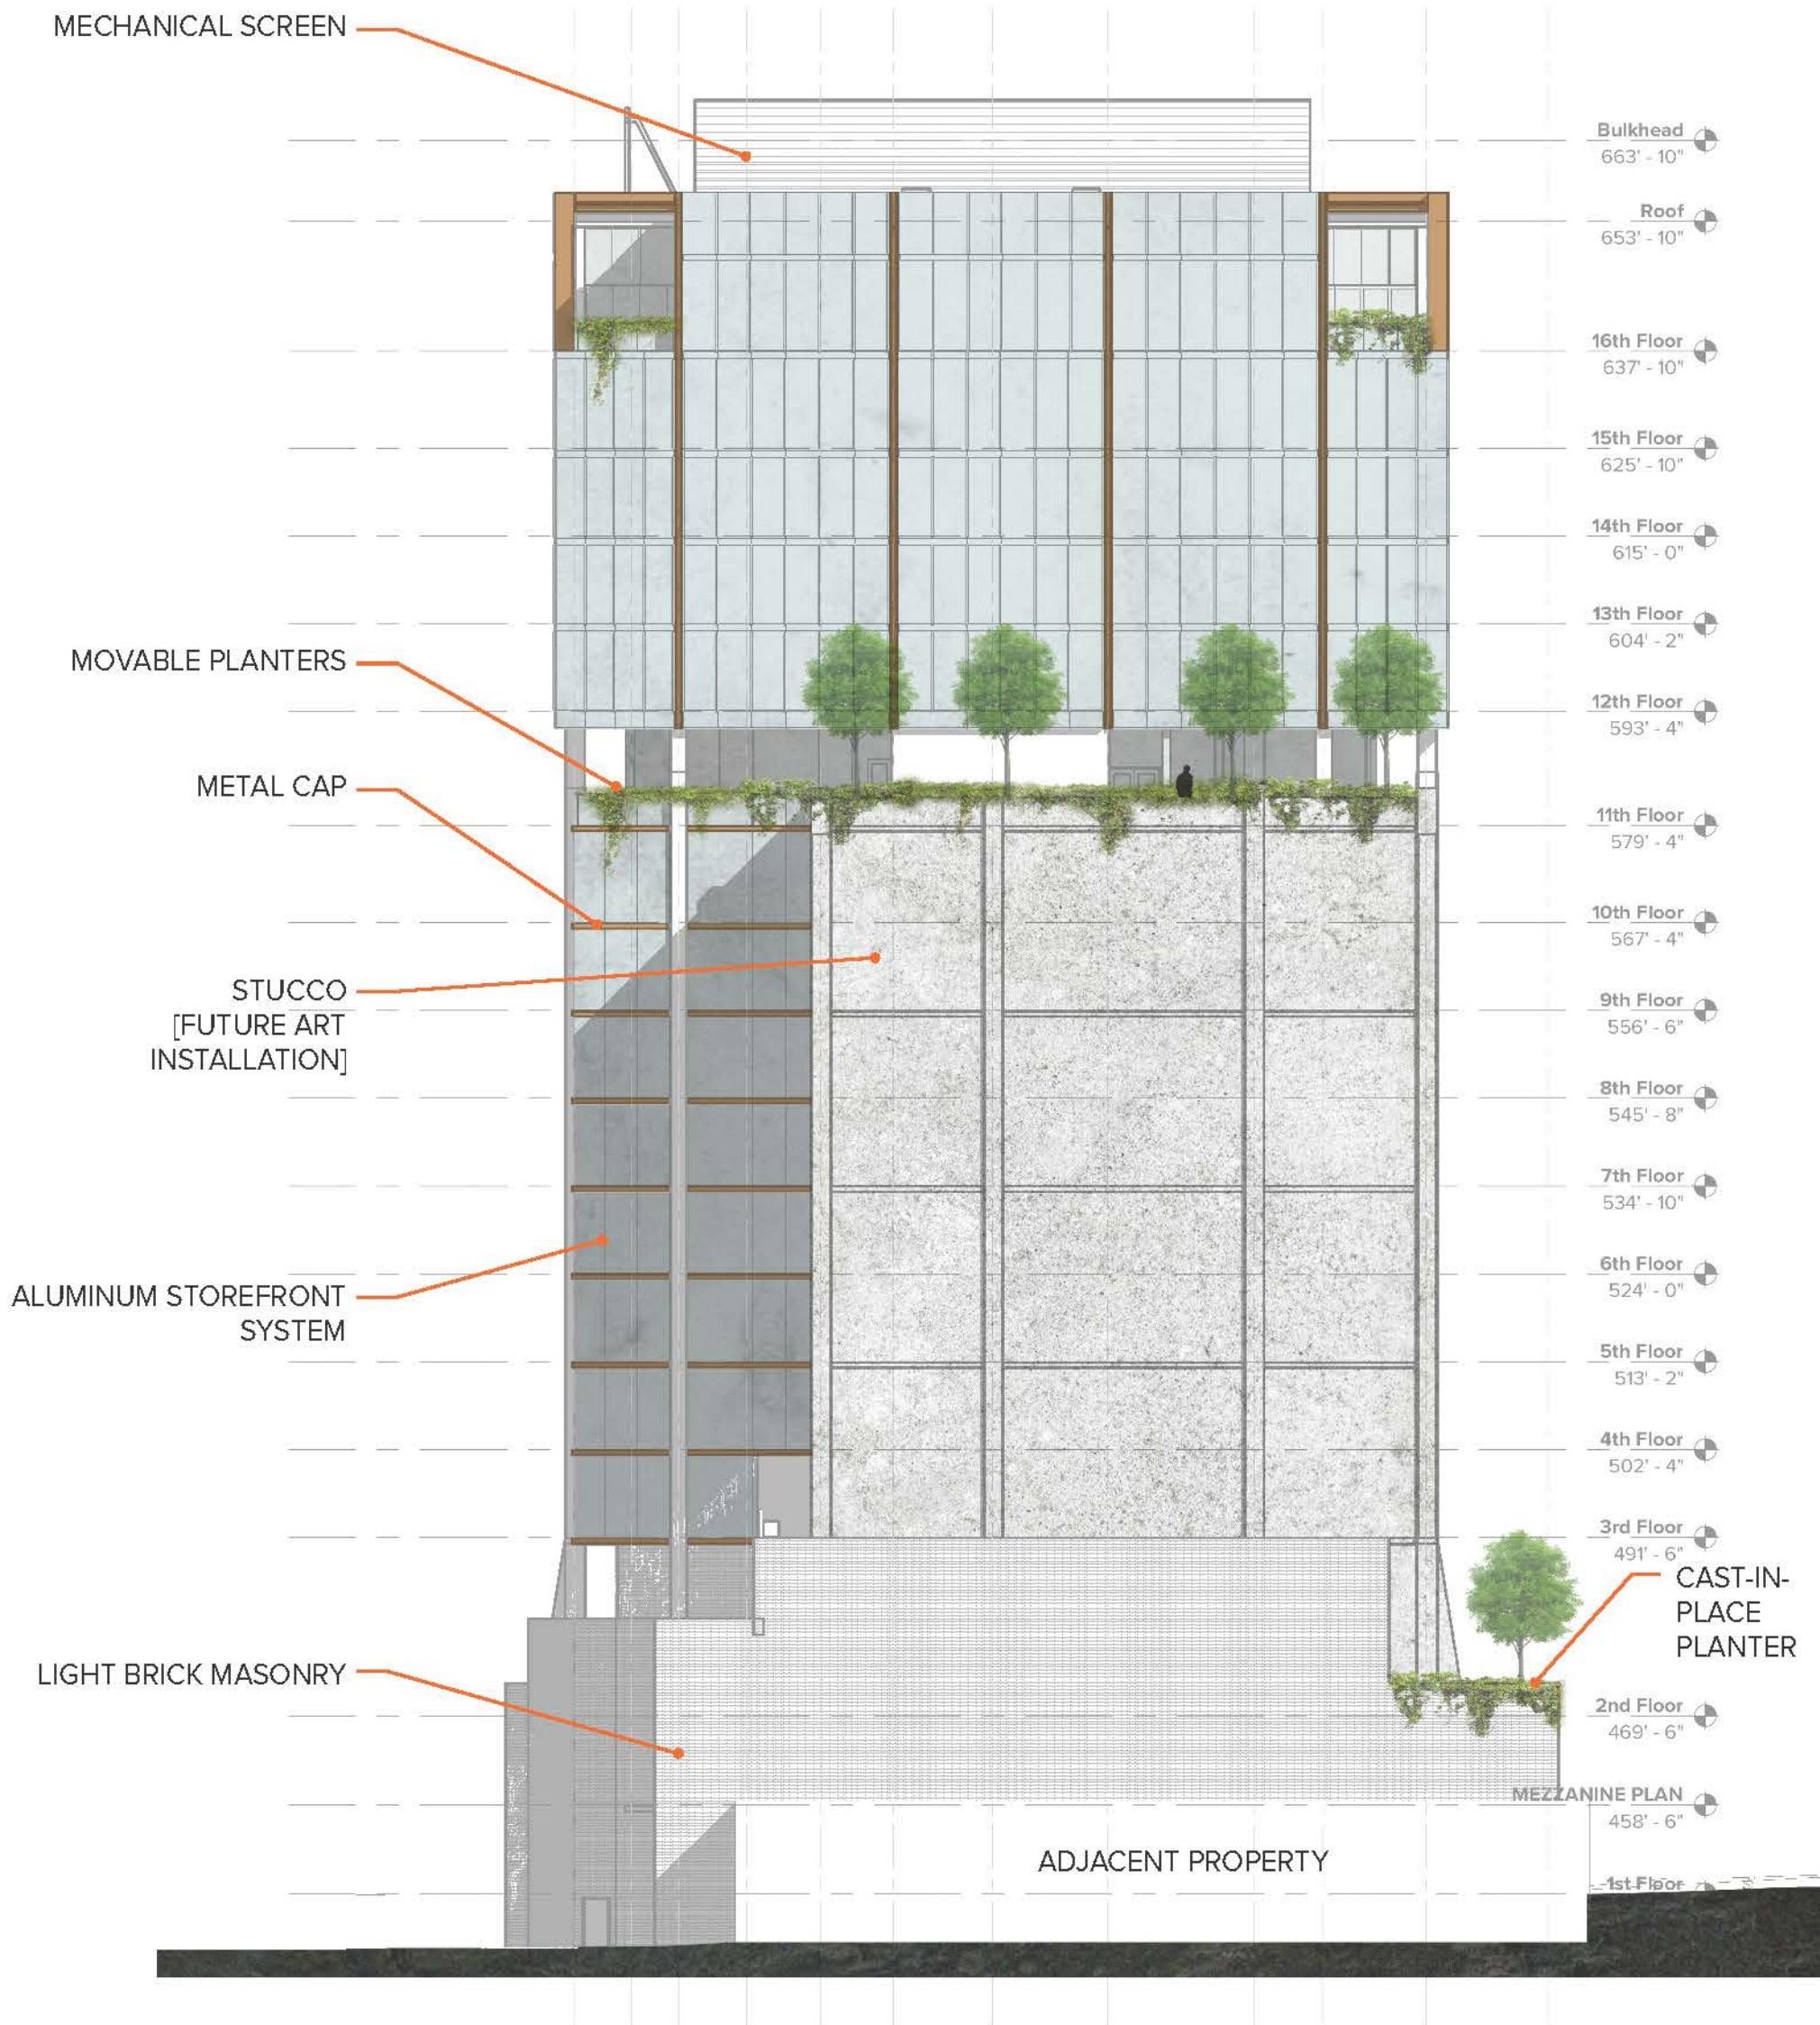 MECHANICAL SCREEN
Bulkhead
663' - 10"
Roof
653' - 10"
16th Floor
637' - 10"
15th Floor
625' - 10"
14th Floor
615' - 0"
13th Floor
604' - 2"
MOVABLE PLANTERS
12th Floor
593' - 4"
METAL CAP
11th Floor
579' - 4"
10th Floor
567' - 4"
STUCCO
[FUTURE ART
INSTALLATION]
9th Floor
556' - 6"
8th Floor
545' - 8"
7th Floor
534' - 10"
6th Floor
524' - 0"
ALUMINUM STOREFRONT
SYSTEM
5th Floor
513' - 2"
4th Floor
502' - 4"
3rd Floor
491' - 6"
CAST-IN-
PLACE
PLANTER
LIGHT BRICK MASONRY
2nd Floor
469' - 6"
MEZZANINE PLAN
458' - 6"
ADJACENT PROPERTY
1st Floor